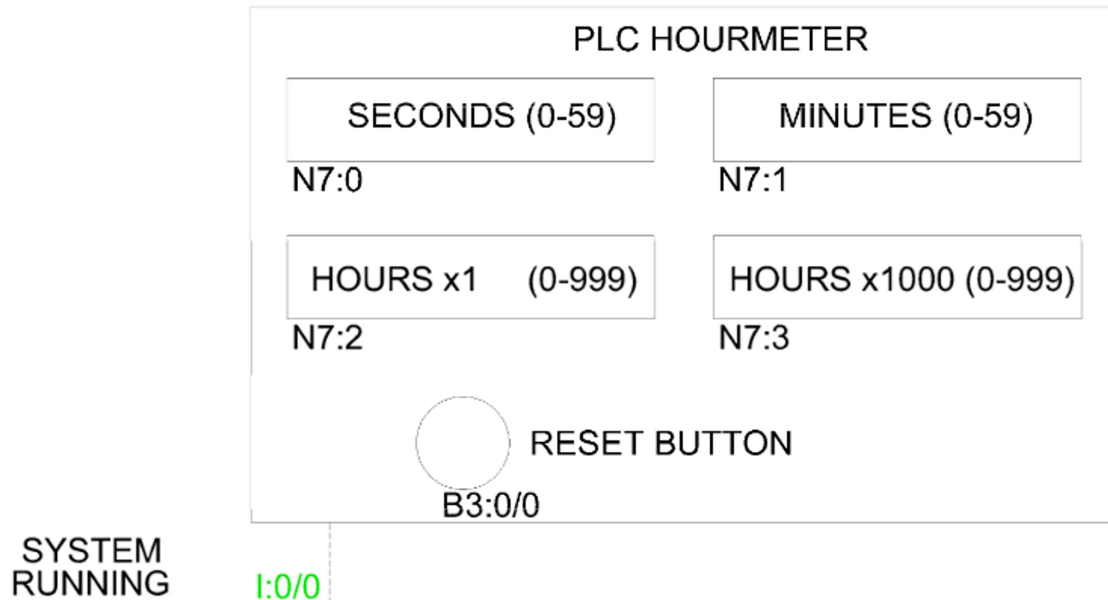 PLC HOURMETER
SECONDS (0-59)
MINUTES (0-59)
N7:0
N7:1
HOURS x1 (0-999)
HOURS x1000 (0-999)
N7:2
N7:3
RESET BUTTON
B3:0/0
SYSTEM
RUNNING
I:0/0